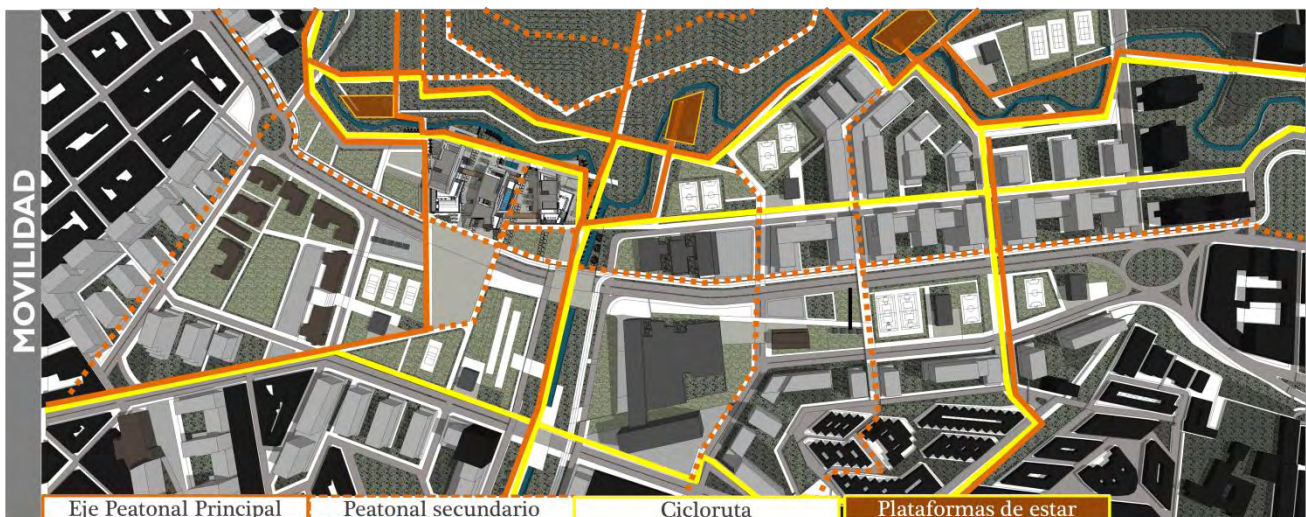 MOVILIDAD
Eje Peatonal Principal
Peatonal secundario
Cicloruta
Plataformas de estar